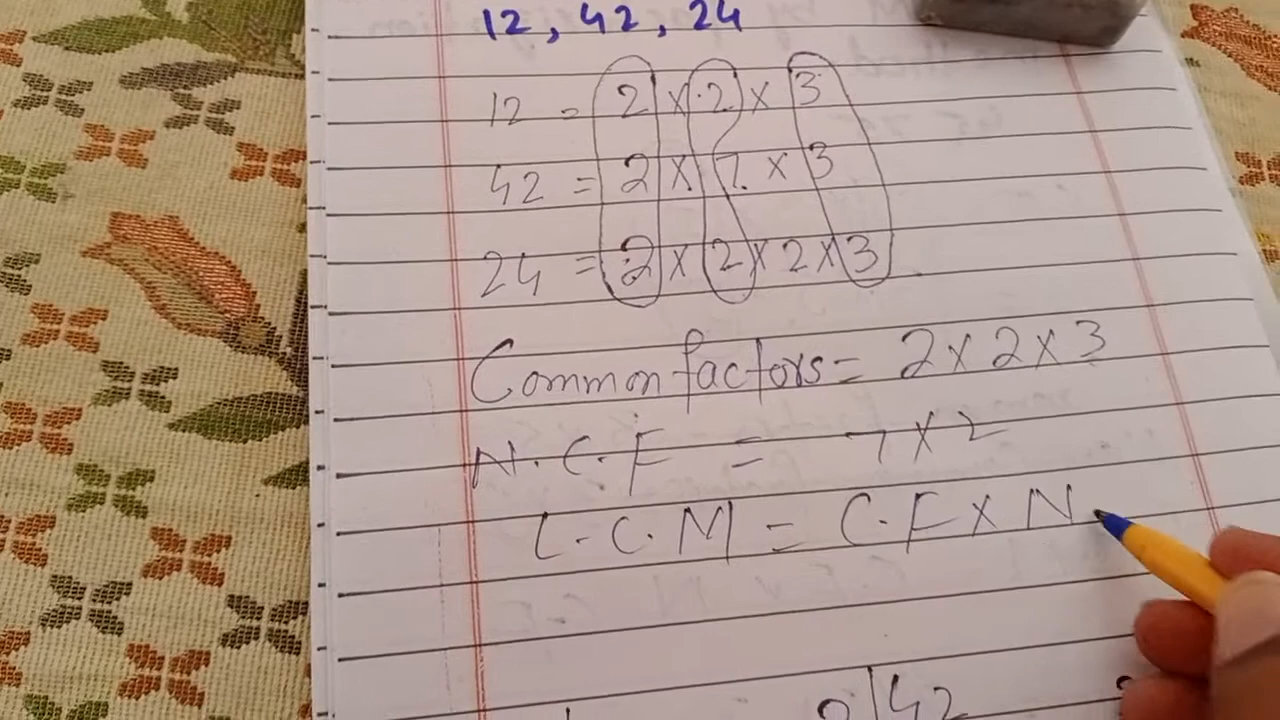 12, 42, 24
12 = 2 × 2 × 3
42 = 2 × 7 × 3
24 = 2 × 2 × 2 × 3
Common factors = 2 × 2 × 3
N.C.F = 7 × 2
L.C.M = C.F × N
2 42